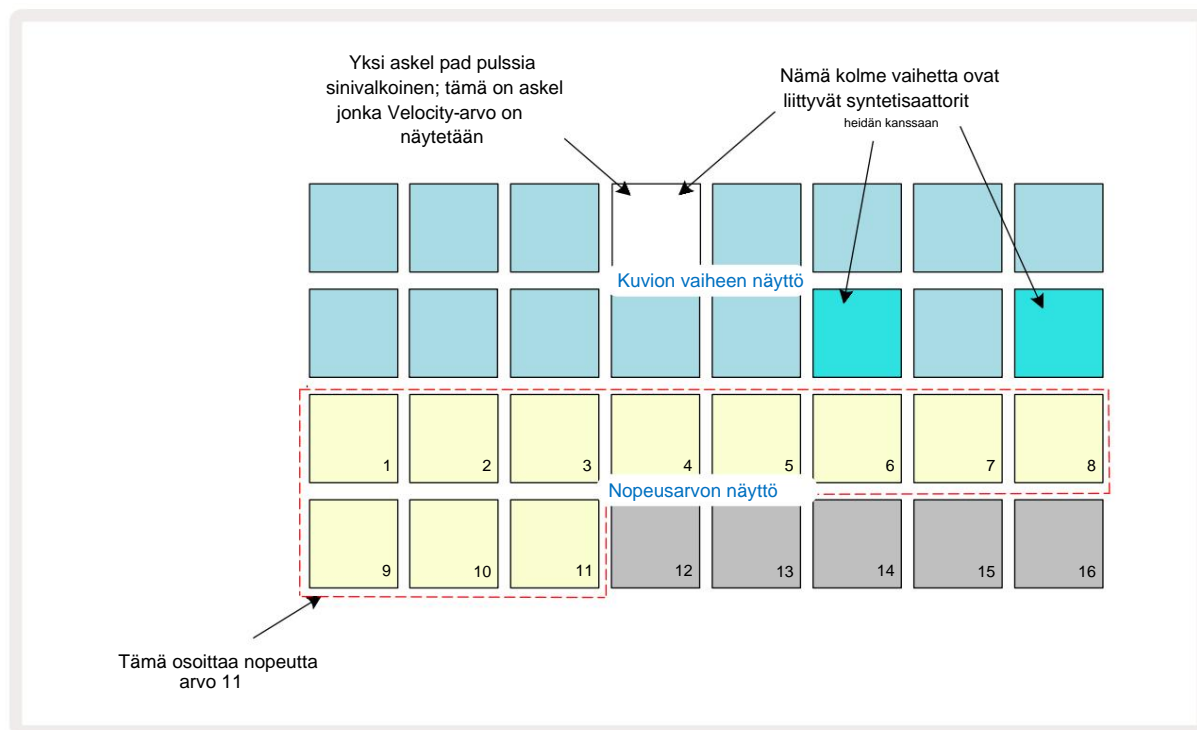 Yksi askel pad pulssia
sinivalkoinen; tämä on askel
jonka Velocity-arvo on
näytetään
Nämä kolme vaihetta ovat
liittyvät syntetisaattorit
heidän kanssaan
Kuvion vaiheen näyttö
1 2 3 4 5 6 7 8
Nopeusarvon näyttö
9 10 11 12 13 14 15 16
Tämä osoittaa nopeutta
arvo 11